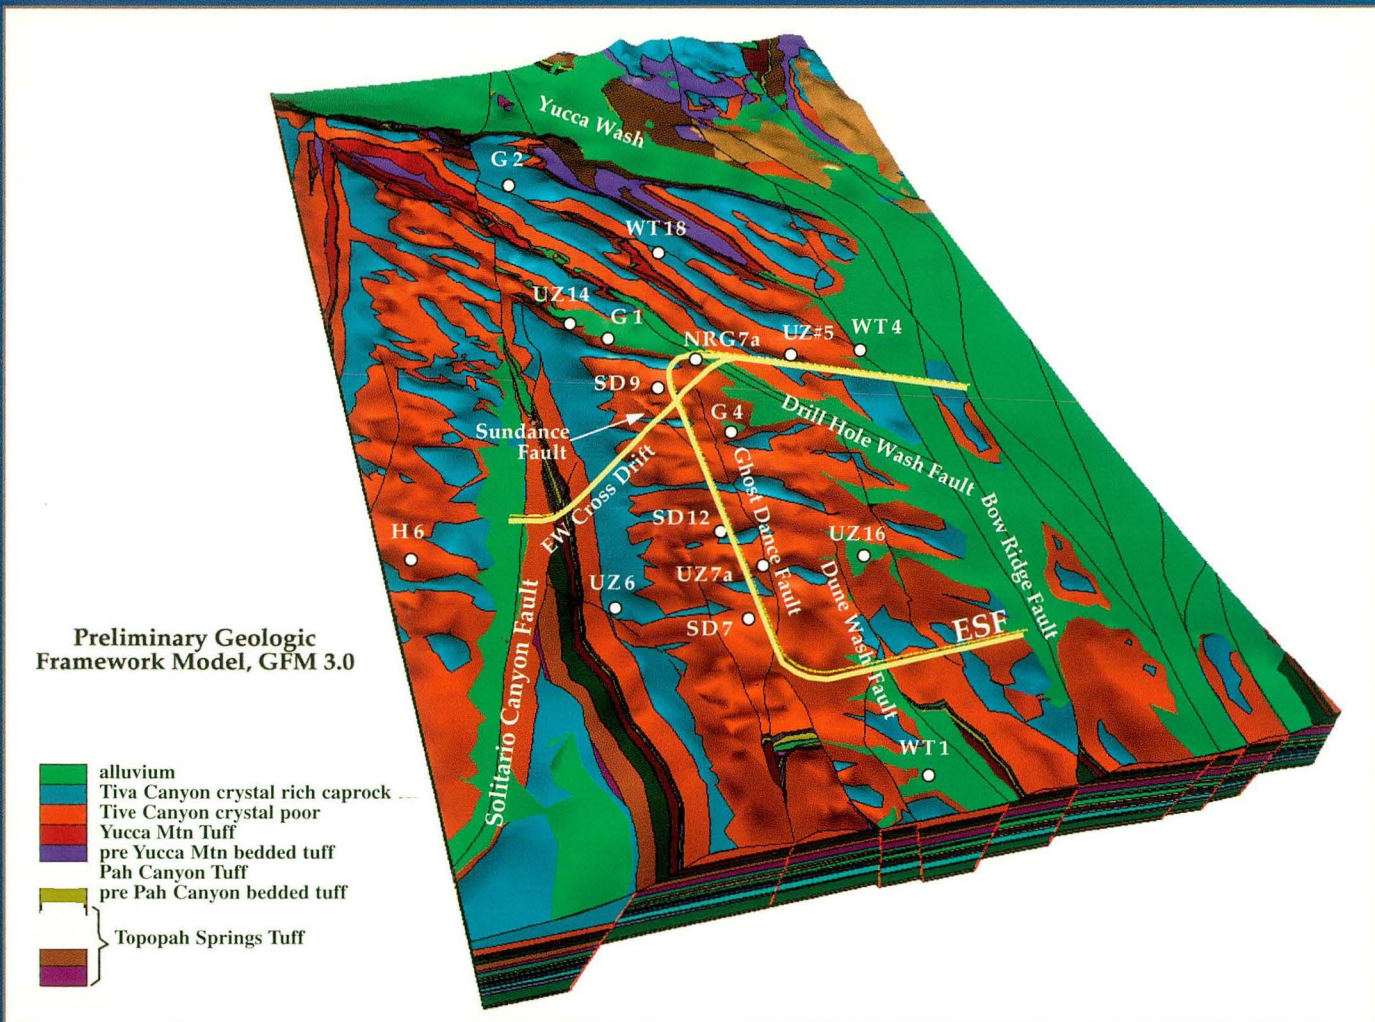 Yucca Wash
G 2
WT 18
UZ 14
G 1
NRG7a
UZ#5
WT 4
SD 9
G 4
Drill Hole Wash Fault
Sundance
Fault
EW Cross Drift
Ghost Dance Fault
Bow Ridge Fault
SD 12
UZ 16
H 6
UZ7a
Dune Wash Fault
UZ 6
SD 7
ESF
Solitario Canyon Fault
WT 1
Preliminary Geologic
Framework Model, GFM 3.0
alluvium
Tiva Canyon crystal rich caprock
Tive Canyon crystal poor
Yucca Mtn Tuff
pre Yucca Mtn bedded tuff
Pah Canyon Tuff
pre Pah Canyon bedded tuff
Topopah Springs Tuff